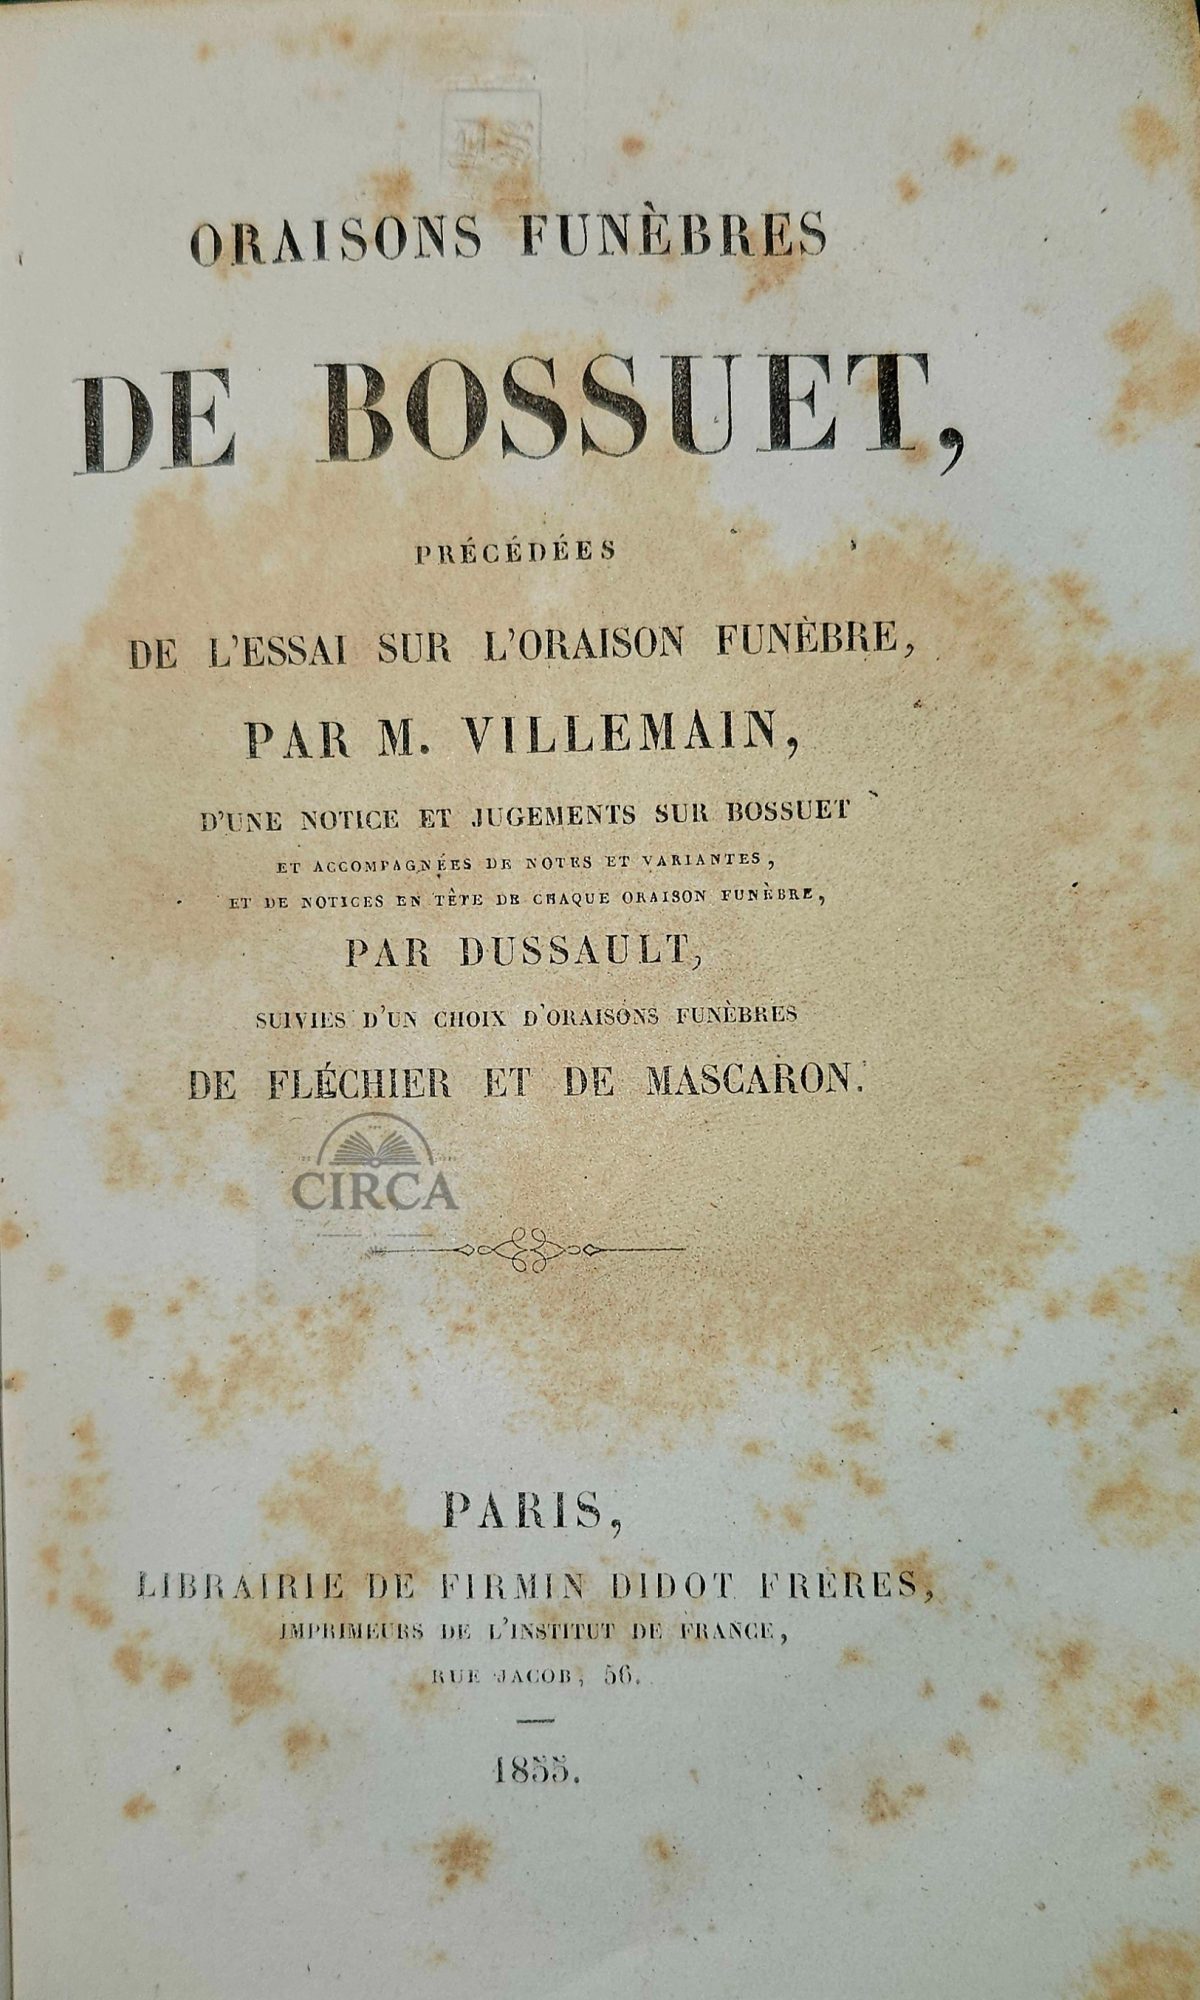 ORAISONS FUNÈBRES
DE BOSSUET,
PRÉCÉDÉES
DE L'ESSAI SUR L'ORAISON FUNÈBRE,
PAR M. VILLEMAIN,
D'UNE NOTICE ET JUGEMENTS SUR BOSSUET
ET ACCOMPAGNÉES DE NOTES ET VARIANTES,
ET DE NOTICES EN TÊTE DE CHAQUE ORAISON FUNÈBRE,
PAR DUSSAULT,
SUIVIES D'UN CHOIX D'ORAISONS FUNÈBRES
DE FLÉCHIER ET DE MASCARON.
CIRCA
PARIS,
LIBRAIRIE DE FIRMIN DIDOT FRÈRES,
IMPRIMEURS DE L'INSTITUT DE FRANCE,
RUE JACOB, 56.
1855.